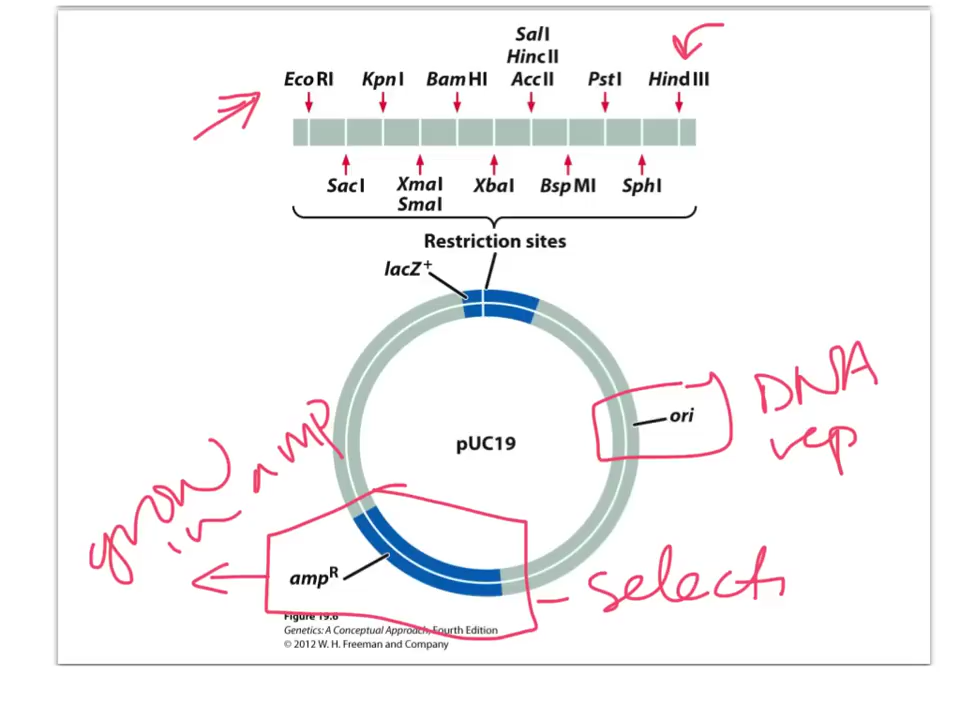 SalI
HincII
EcoRI KpnI BamHI AccII PstI HindIII
SacI XmaI XbaI BspMI SphI
SmaI
Restriction sites
lacZ+
DNA
rep
ori
pUC19
grow
in amp
ampR
selectn
Figure 19.6
Genetics: A Conceptual Approach, Fourth Edition
© 2012 W. H. Freeman and Company